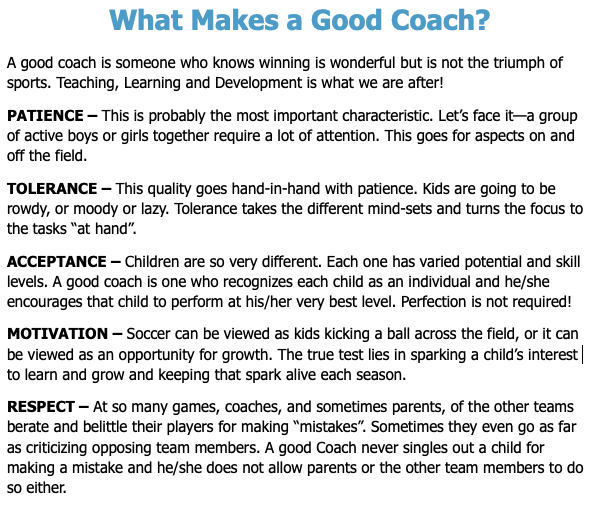 What Makes a Good Coach?
A good coach is someone who knows winning is wonderful but is not the triumph of
sports. Teaching, Learning and Development is what we are after!
PATIENCE – This is probably the most important characteristic. Let’s face it—a group
of active boys or girls together require a lot of attention. This goes for aspects on and
off the field.
TOLERANCE – This quality goes hand-in-hand with patience. Kids are going to be
rowdy, or moody or lazy. Tolerance takes the different mind-sets and turns the focus to
the tasks “at hand”.
ACCEPTANCE – Children are so very different. Each one has varied potential and skill
levels. A good coach is one who recognizes each child as an individual and he/she
encourages that child to perform at his/her very best level. Perfection is not required!
MOTIVATION – Soccer can be viewed as kids kicking a ball across the field, or it can
be viewed as an opportunity for growth. The true test lies in sparking a child’s interest
to learn and grow and keeping that spark alive each season.
RESPECT – At so many games, coaches, and sometimes parents, of the other teams
berate and belittle their players for making “mistakes”. Sometimes they even go as far
as criticizing opposing team members. A good Coach never singles out a child for
making a mistake and he/she does not allow parents or the other team members to do
so either.